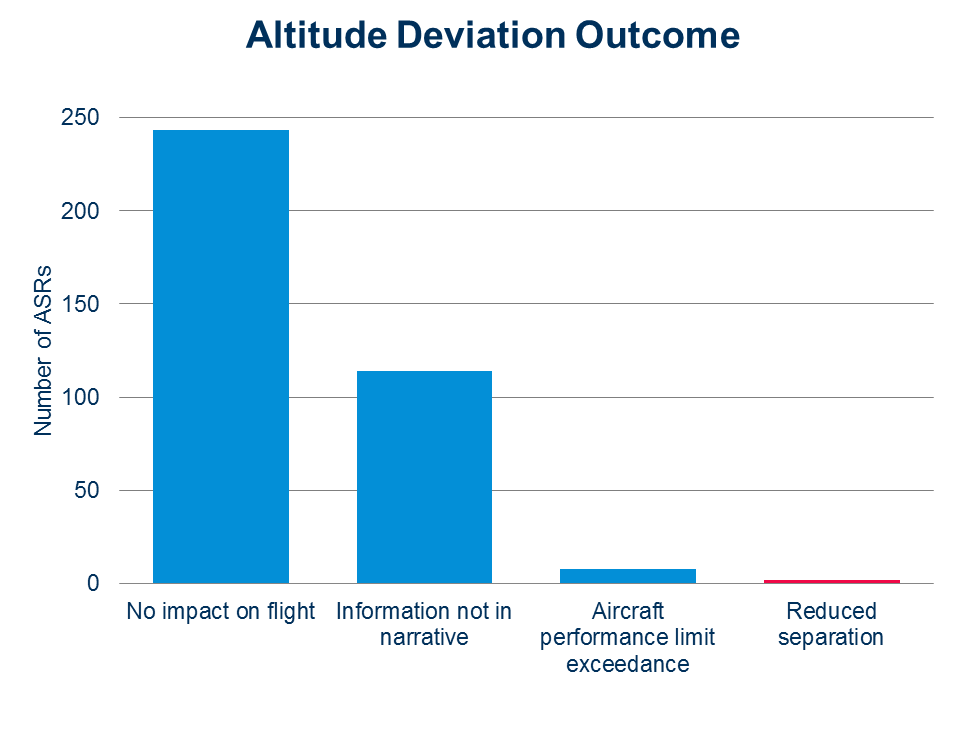 Altitude Deviation Outcome
250
200
150
100
50
0
Number of ASRs
No impact on flight
Information not in
narrative
Aircraft
performance limit
exceedance
Reduced
separation